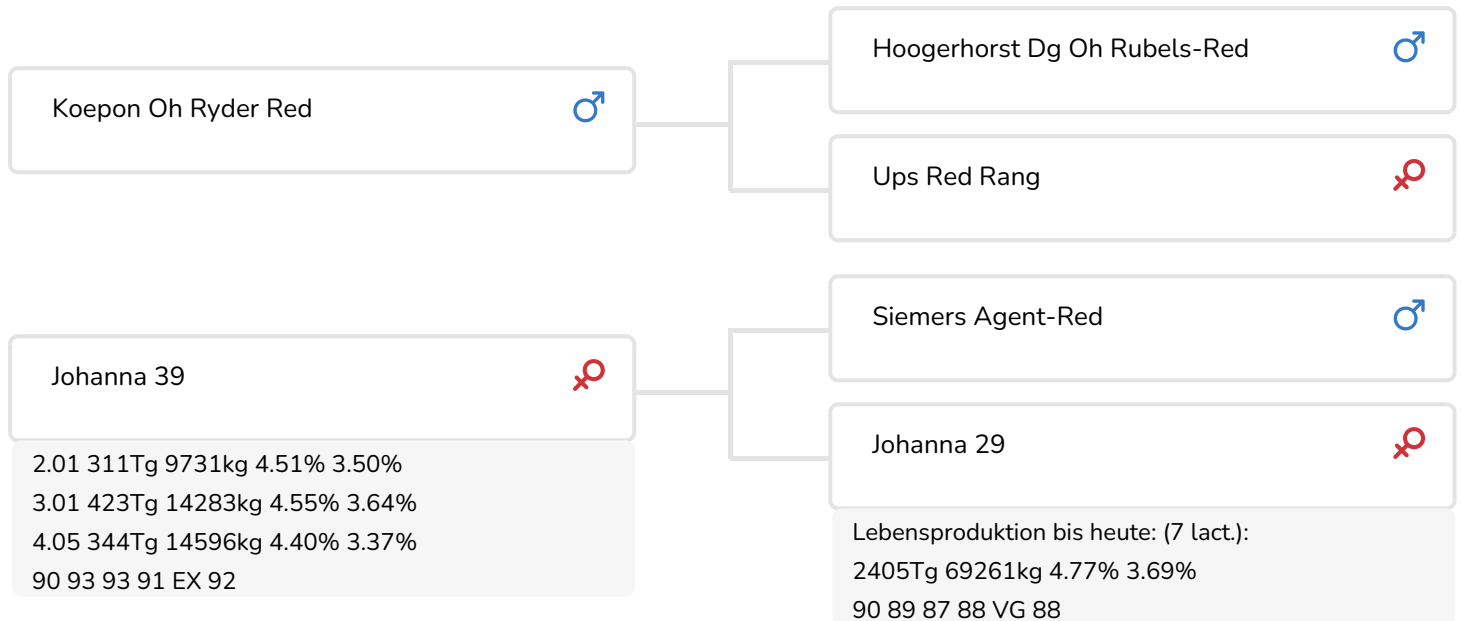 Koepon Oh Ryder Red
Hoogerhorst Dg Oh Rubels-Red
Ups Red Rang
Johanna 39
2.01 311Tg 9731kg 4.51% 3.50%
3.01 423Tg 14283kg 4.55% 3.64%
4.05 344Tg 14596kg 4.40% 3.37%
90 93 93 91 EX 92
Siemers Agent-Red
Johanna 29
Lebensproduktion bis heute: (7 lact.):
2405Tg 69261kg 4.77% 3.69%
90 89 87 88 VG 88